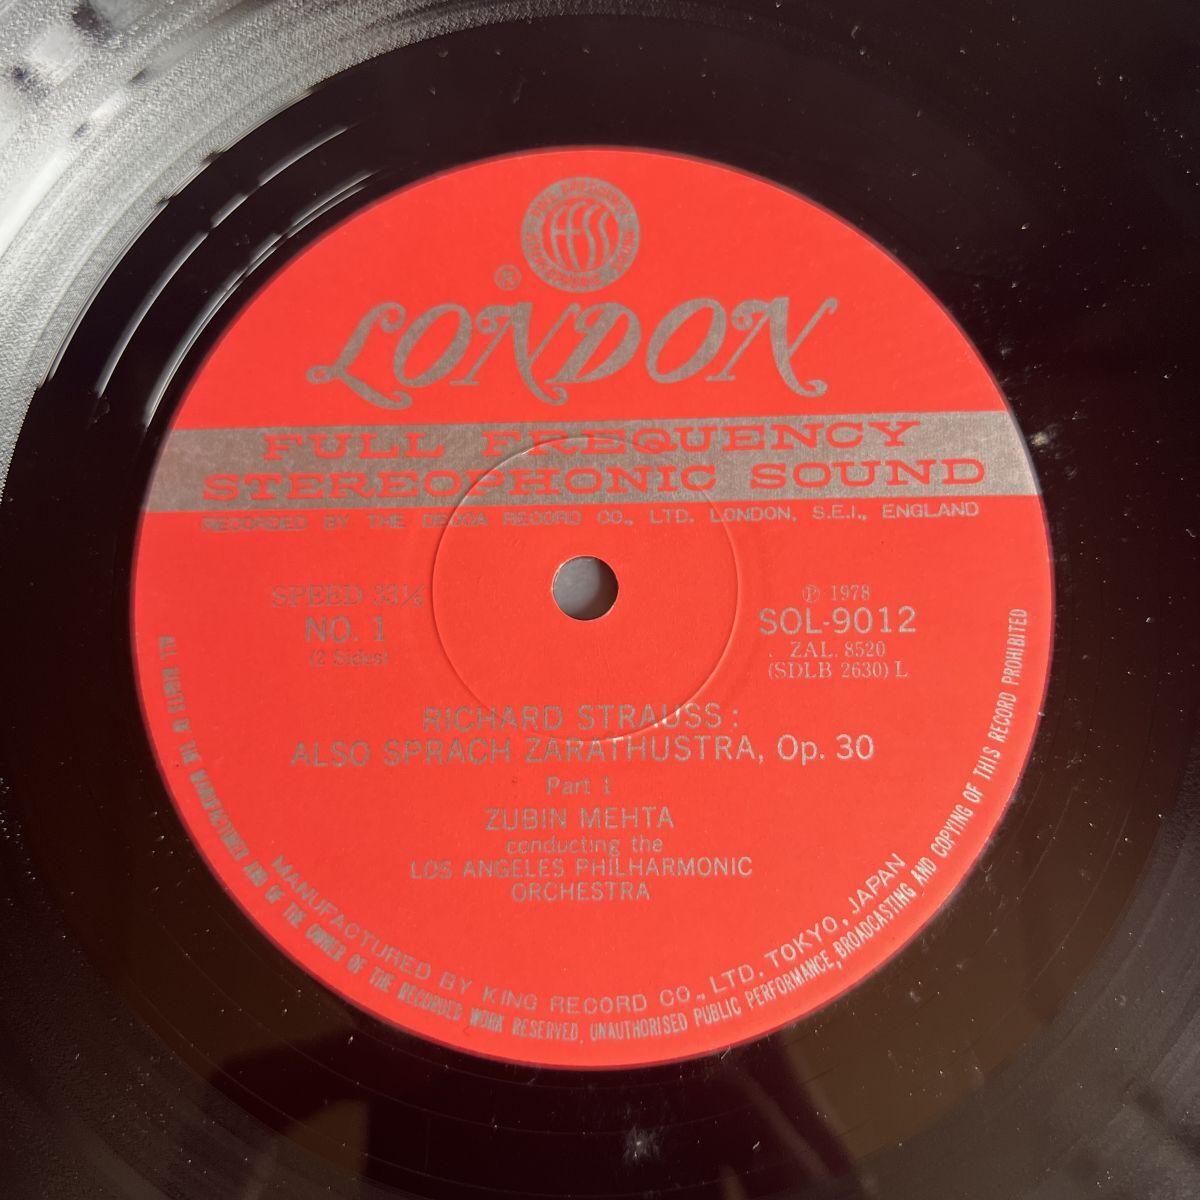 FFSS
®
LONDON
FULL FREQUENCY
STEREOPHONIC SOUND
RECORDED BY THE DECCA RECORD CO., LTD. LONDON, S.E.I., ENGLAND
SPEED 33⅓
NO. 1
(2 Sides)
Ⓟ 1978
SOL-9012
ZAL. 8520
(SDLB 2630) L
RICHARD STRAUSS:
ALSO SPRACH ZARATHUSTRA, Op. 30
Part 1
ZUBIN MEHTA
conducting the
LOS ANGELES PHILHARMONIC
ORCHESTRA
MANUFACTURED BY KING RECORD CO., LTD. TOKYO, JAPAN
ALL RIGHTS OF THE MANUFACTURER AND OF THE OWNER OF THE RECORDED WORK RESERVED. UNAUTHORISED PUBLIC PERFORMANCE, BROADCASTING AND COPYING OF THIS RECORD PROHIBITED